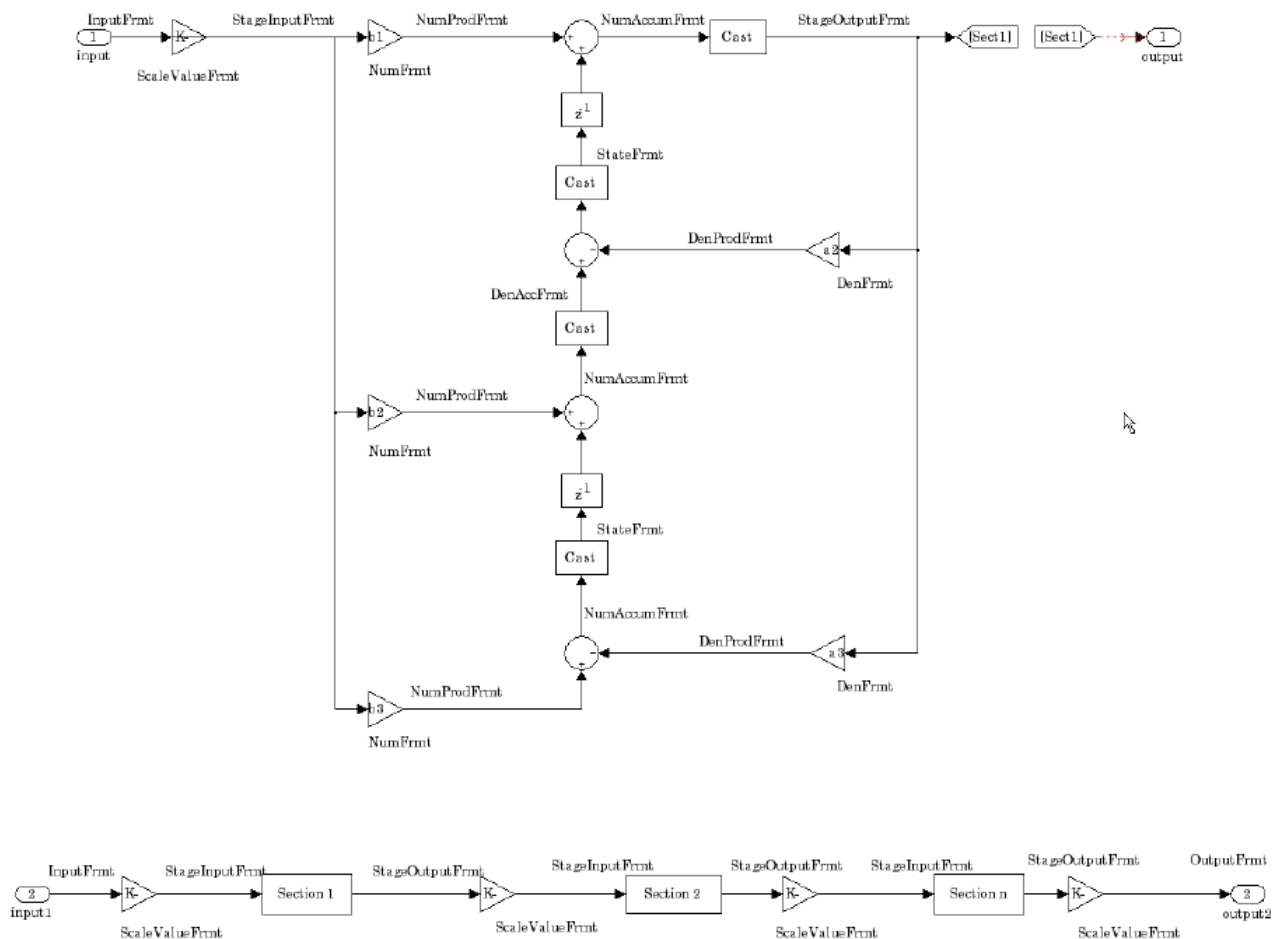 InputFrmt StageInputFrmt NumProdFrmt NumAccumFrmt StageOutputFrmt
1 K- b1 + + Cast [Sect1] [Sect1] 1
input output
ScaleValueFrmt NumFrmt
z-1
StateFrmt
Cast
DenProdFrmt
- + a2
DenFrmt
DenAccFrmt
Cast
NumAccumFrmt
NumProdFrmt
b2 + +
NumFrmt
z-1
StateFrmt
Cast
NumAccumFrmt
DenProdFrmt
- + a3
DenFrmt
NumProdFrmt
b3
NumFrmt
InputFrmt StageInputFrmt StageOutputFrmt StageInputFrmt StageOutputFrmt StageInputFrmt StageOutputFrmt OutputFrmt
2 K- Section 1 K- Section 2 K- Section n K- 2
input1 output2
ScaleValueFrmt ScaleValueFrmt ScaleValueFrmt ScaleValueFrmt